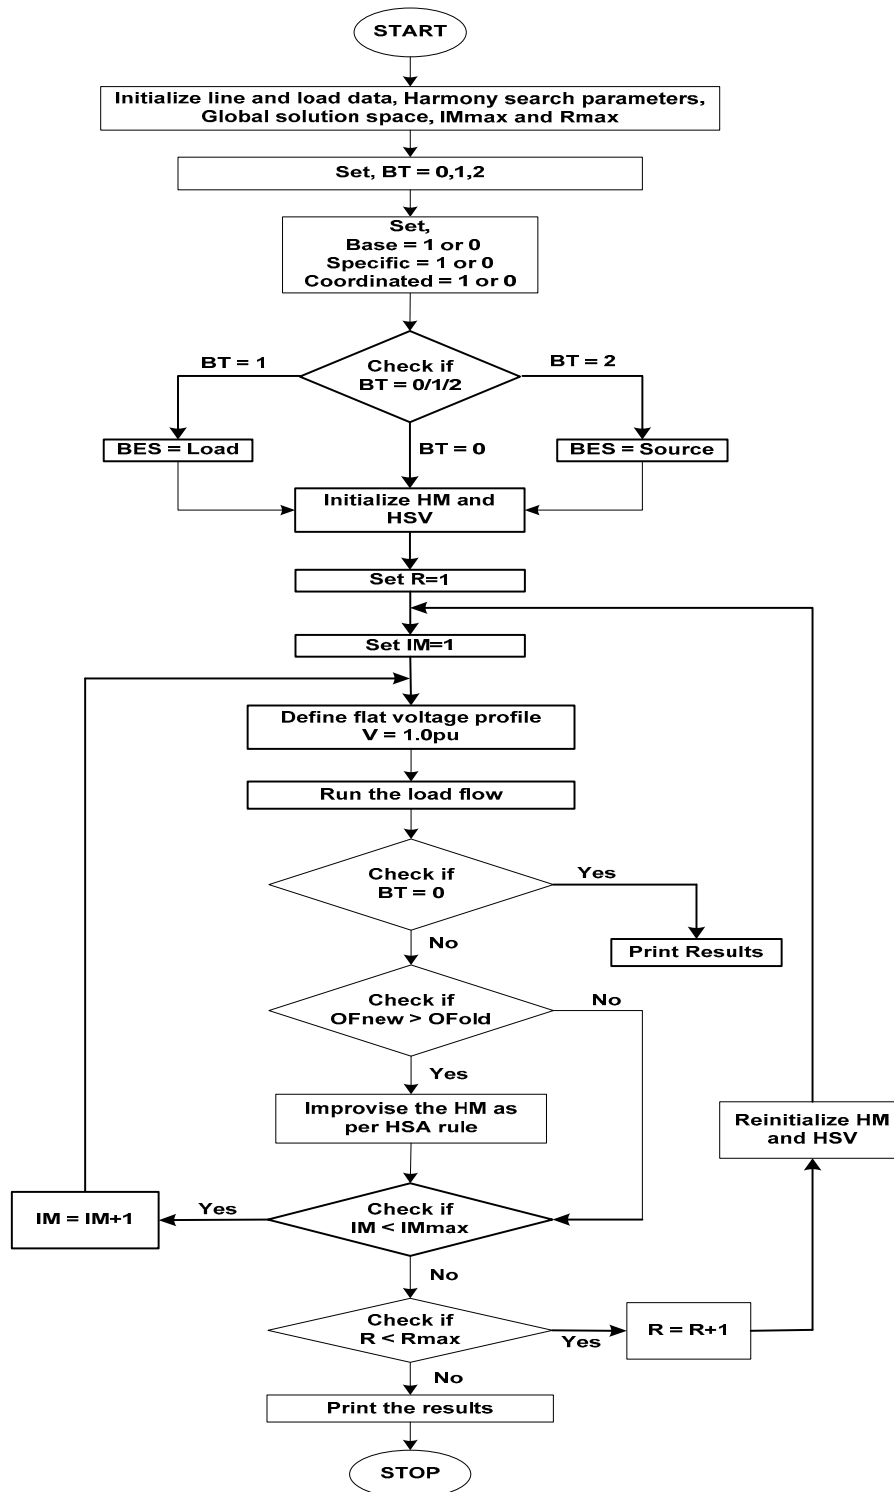 START
Initialize line and load data, Harmony search parameters,
Global solution space, IMmax and Rmax
Set, BT = 0,1,2
Set,
Base = 1 or 0
Specific = 1 or 0
Coordinated = 1 or 0
BT = 1
Check if
BT = 0/1/2
BT = 2
BES = Load
BT = 0
BES = Source
Initialize HM and
HSV
Set R=1
Set IM=1
Define flat voltage profile
V = 1.0pu
Run the load flow
Check if
BT = 0
Yes
No
Print Results
Check if
OFnew > OFold
No
Yes
Improvise the HM as
per HSA rule
Reinitialize HM
and HSV
IM = IM+1
Yes
Check if
IM < IMmax
No
Check if
R < Rmax
Yes
R = R+1
No
Print the results
STOP